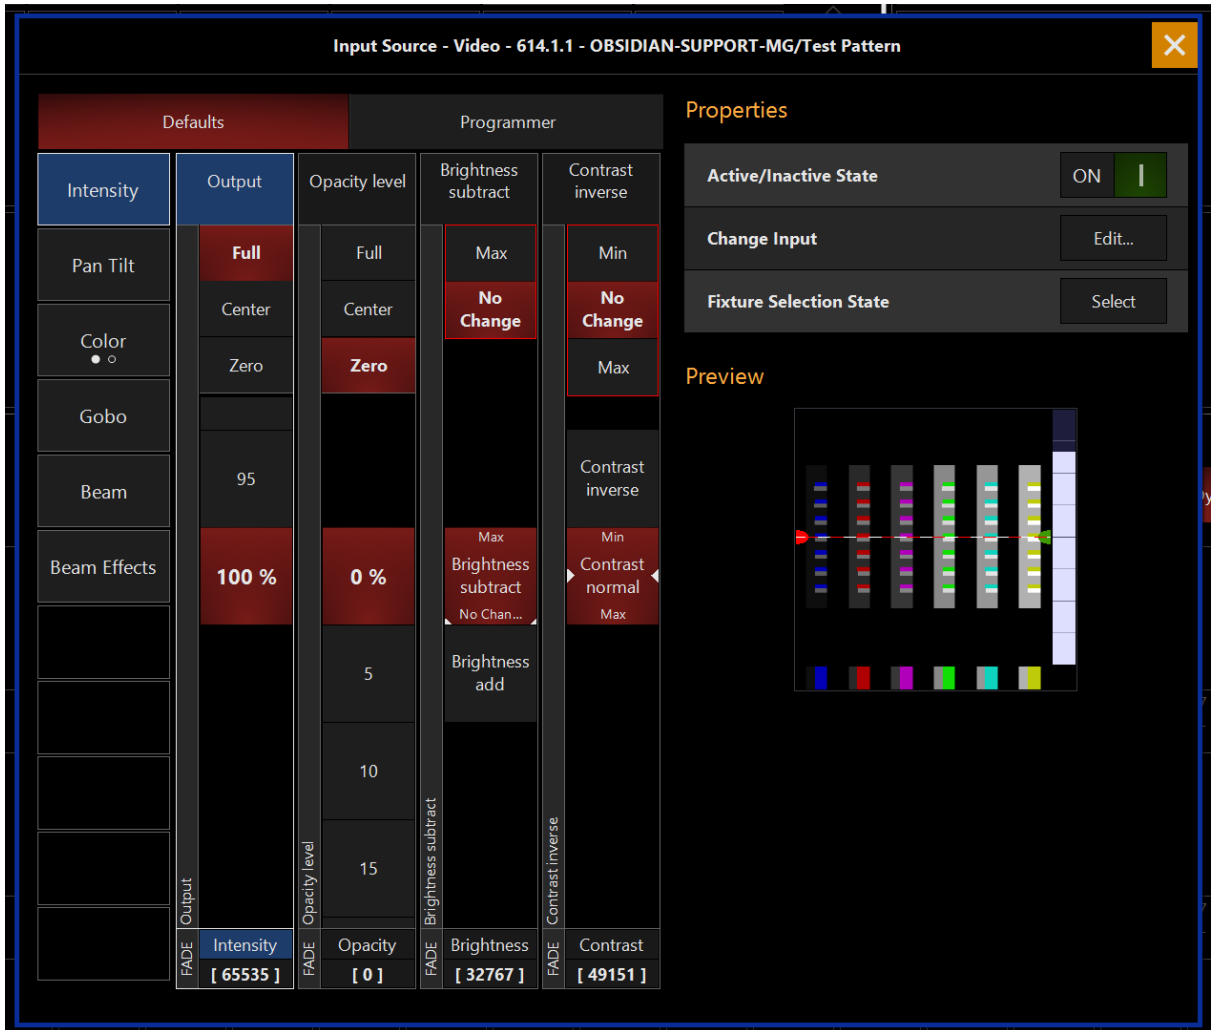 Input Source - Video - 614.1.1 - OBSIDIAN-SUPPORT-MG/Test Pattern
Defaults
Programmer
Intensity
Pan Tilt
Color
Gobo
Beam
Beam Effects
Output
Full
Center
Zero
95
100 %
Output
FADE
Intensity
[ 65535 ]
Opacity level
Full
Center
Zero
0 %
5
10
15
Opacity level
FADE
Opacity
[ 0 ]
Brightness
subtract
Max
No
Change
Max
Brightness
subtract
No Chan...
Brightness
add
Brightness subtract
FADE
Brightness
[ 32767 ]
Contrast
inverse
Min
No
Change
Max
Contrast
inverse
Min
Contrast
normal
Max
Contrast inverse
FADE
Contrast
[ 49151 ]
Properties
Active/Inactive State
ON
Change Input
Edit...
Fixture Selection State
Select
Preview